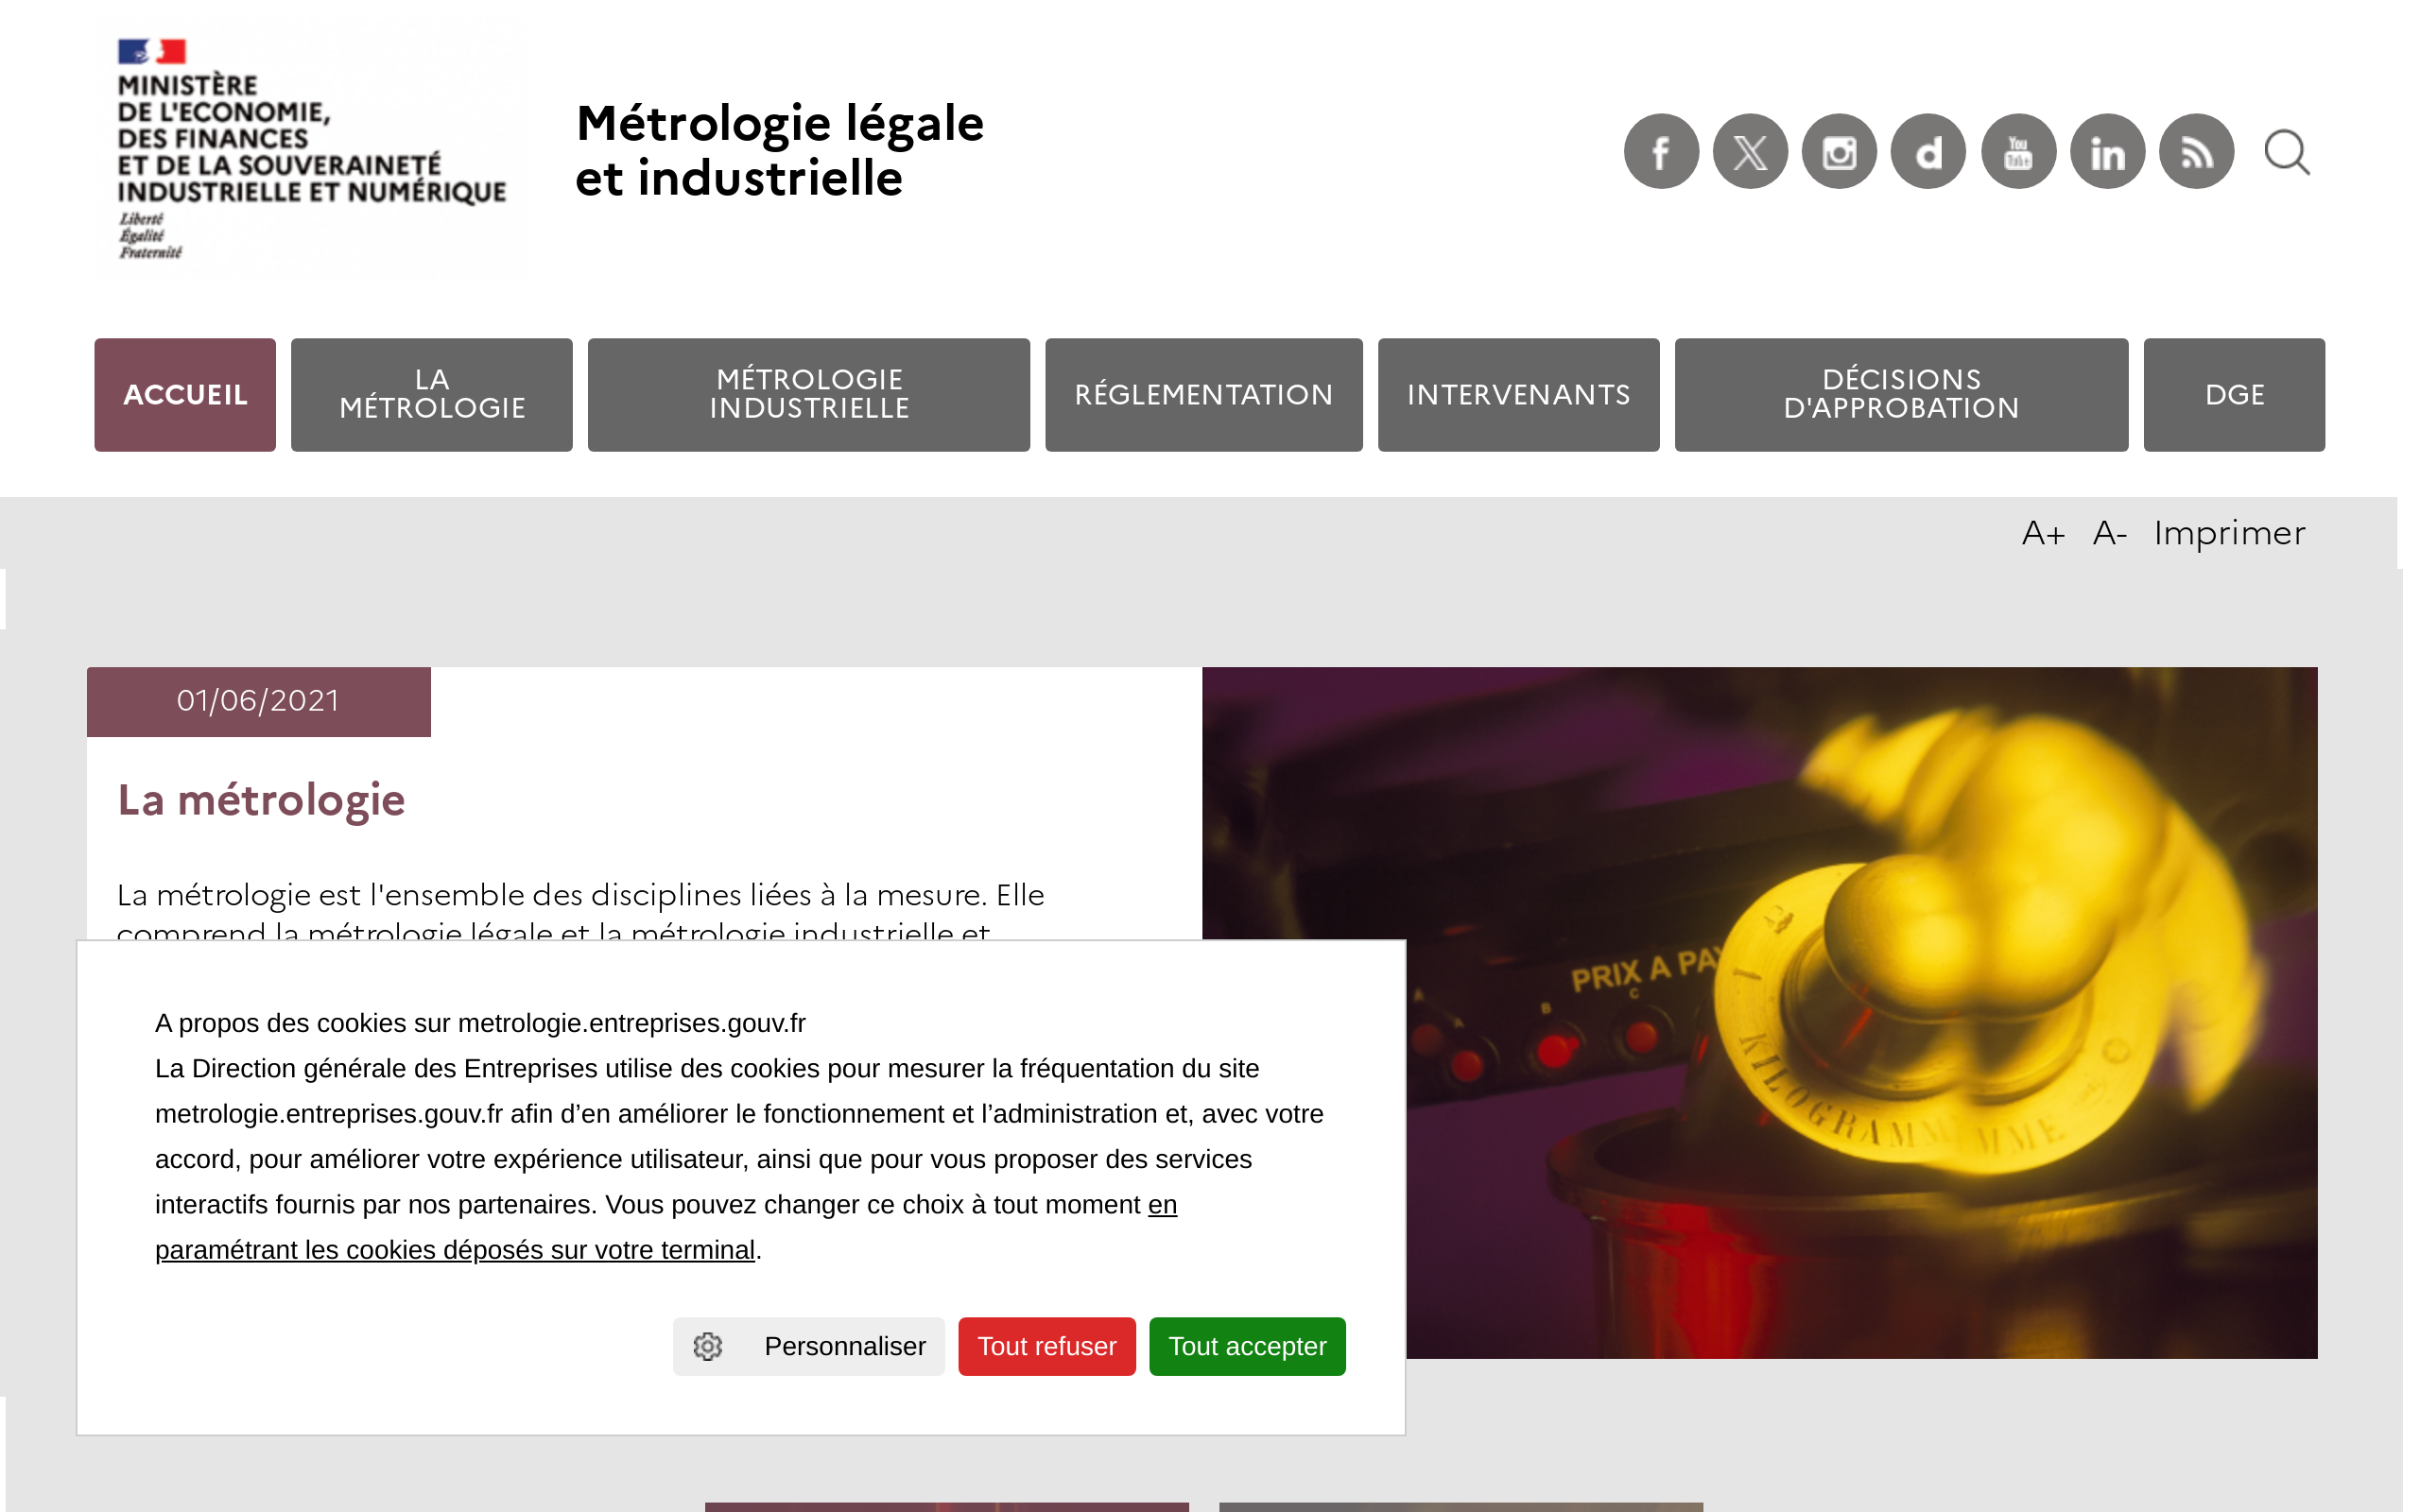 MINISTÈRE
DE L'ECONOMIE,
DES FINANCES
ET DE LA SOUVERAINETÉ
INDUSTRIELLE ET NUMÉRIQUE
Liberté
Égalité
Fraternité
Métrologie légale
et industrielle
You
Tube
ACCUEIL
LA
MÉTROLOGIE
MÉTROLOGIE
INDUSTRIELLE
RÉGLEMENTATION
INTERVENANTS
DÉCISIONS
D'APPROBATION
DGE
A+ A- Imprimer
01/06/2021
La métrologie
La métrologie est l'ensemble des disciplines liées à la mesure. Elle
comprend la métrologie légale et la métrologie industrielle et
PRIX A PAY
A
A
B
C
1
KILOGRAMME
A propos des cookies sur metrologie.entreprises.gouv.fr
La Direction générale des Entreprises utilise des cookies pour mesurer la fréquentation du site
metrologie.entreprises.gouv.fr afin d’en améliorer le fonctionnement et l’administration et, avec votre
accord, pour améliorer votre expérience utilisateur, ainsi que pour vous proposer des services
interactifs fournis par nos partenaires. Vous pouvez changer ce choix à tout moment en
paramétrant les cookies déposés sur votre terminal.
Personnaliser
Tout refuser
Tout accepter